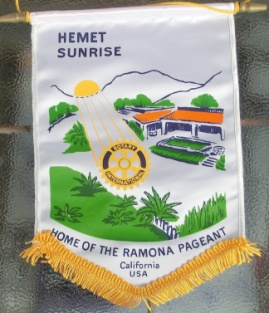 HEMET
SUNRISE
ROTARY
INTERNATIONAL
HOME OF THE RAMONA PAGEANT
California
USA